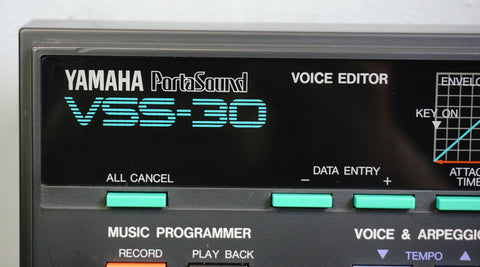 YAMAHA PortaSound
VSS-30
VOICE EDITOR
ENVELO
KEY ON
ATTAC
TIME
ALL CANCEL
DATA ENTRY
− +
MUSIC PROGRAMMER
VOICE & ARPEGGI
RECORD PLAY BACK
▼ TEMPO ▲